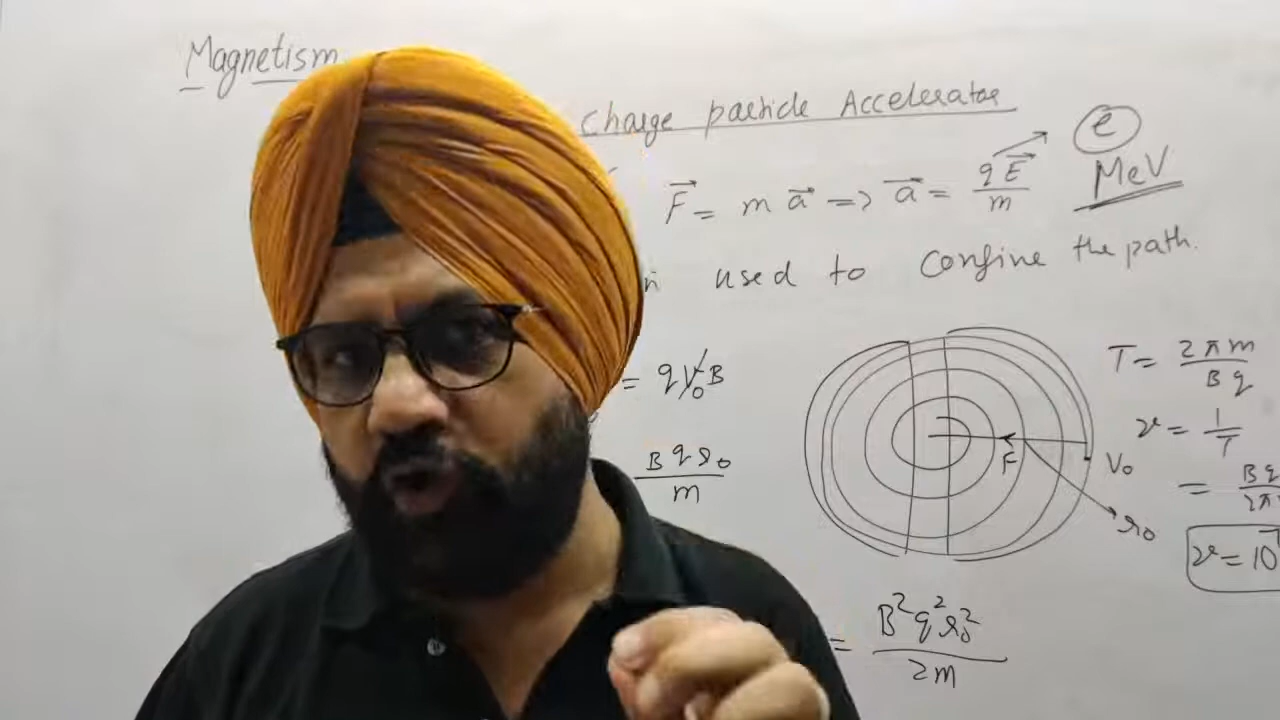 Magnetism
charge particle Accelerator
e
F⃗ = m a⃗ => a⃗ = qE⃗/m
MeV
used to confine the path.
= qV₀B
T = 2πm/Bq
ν = 1/T
Bqr₀/m
F
V₀
r₀
= B²q²r₀²/2m